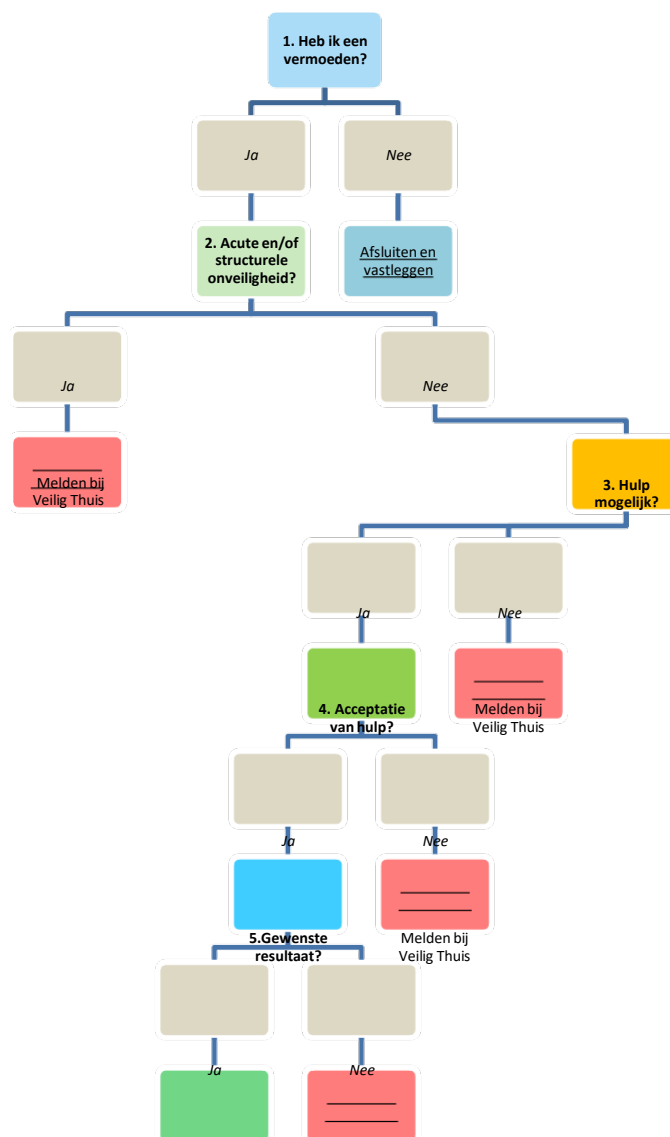 1. Heb ik een
vermoeden?
Ja
Nee
2. Acute en/of
structurele
onveiligheid?
Afsluiten en
vastleggen
Ja
Nee
Melden bij
Veilig Thuis
3. Hulp
mogelijk?
Ja
Nee
4. Acceptatie
van hulp?
Melden bij
Veilig Thuis
Ja
Nee
5.Gewenste
resultaat?
Melden bij
Veilig Thuis
Ja
Nee